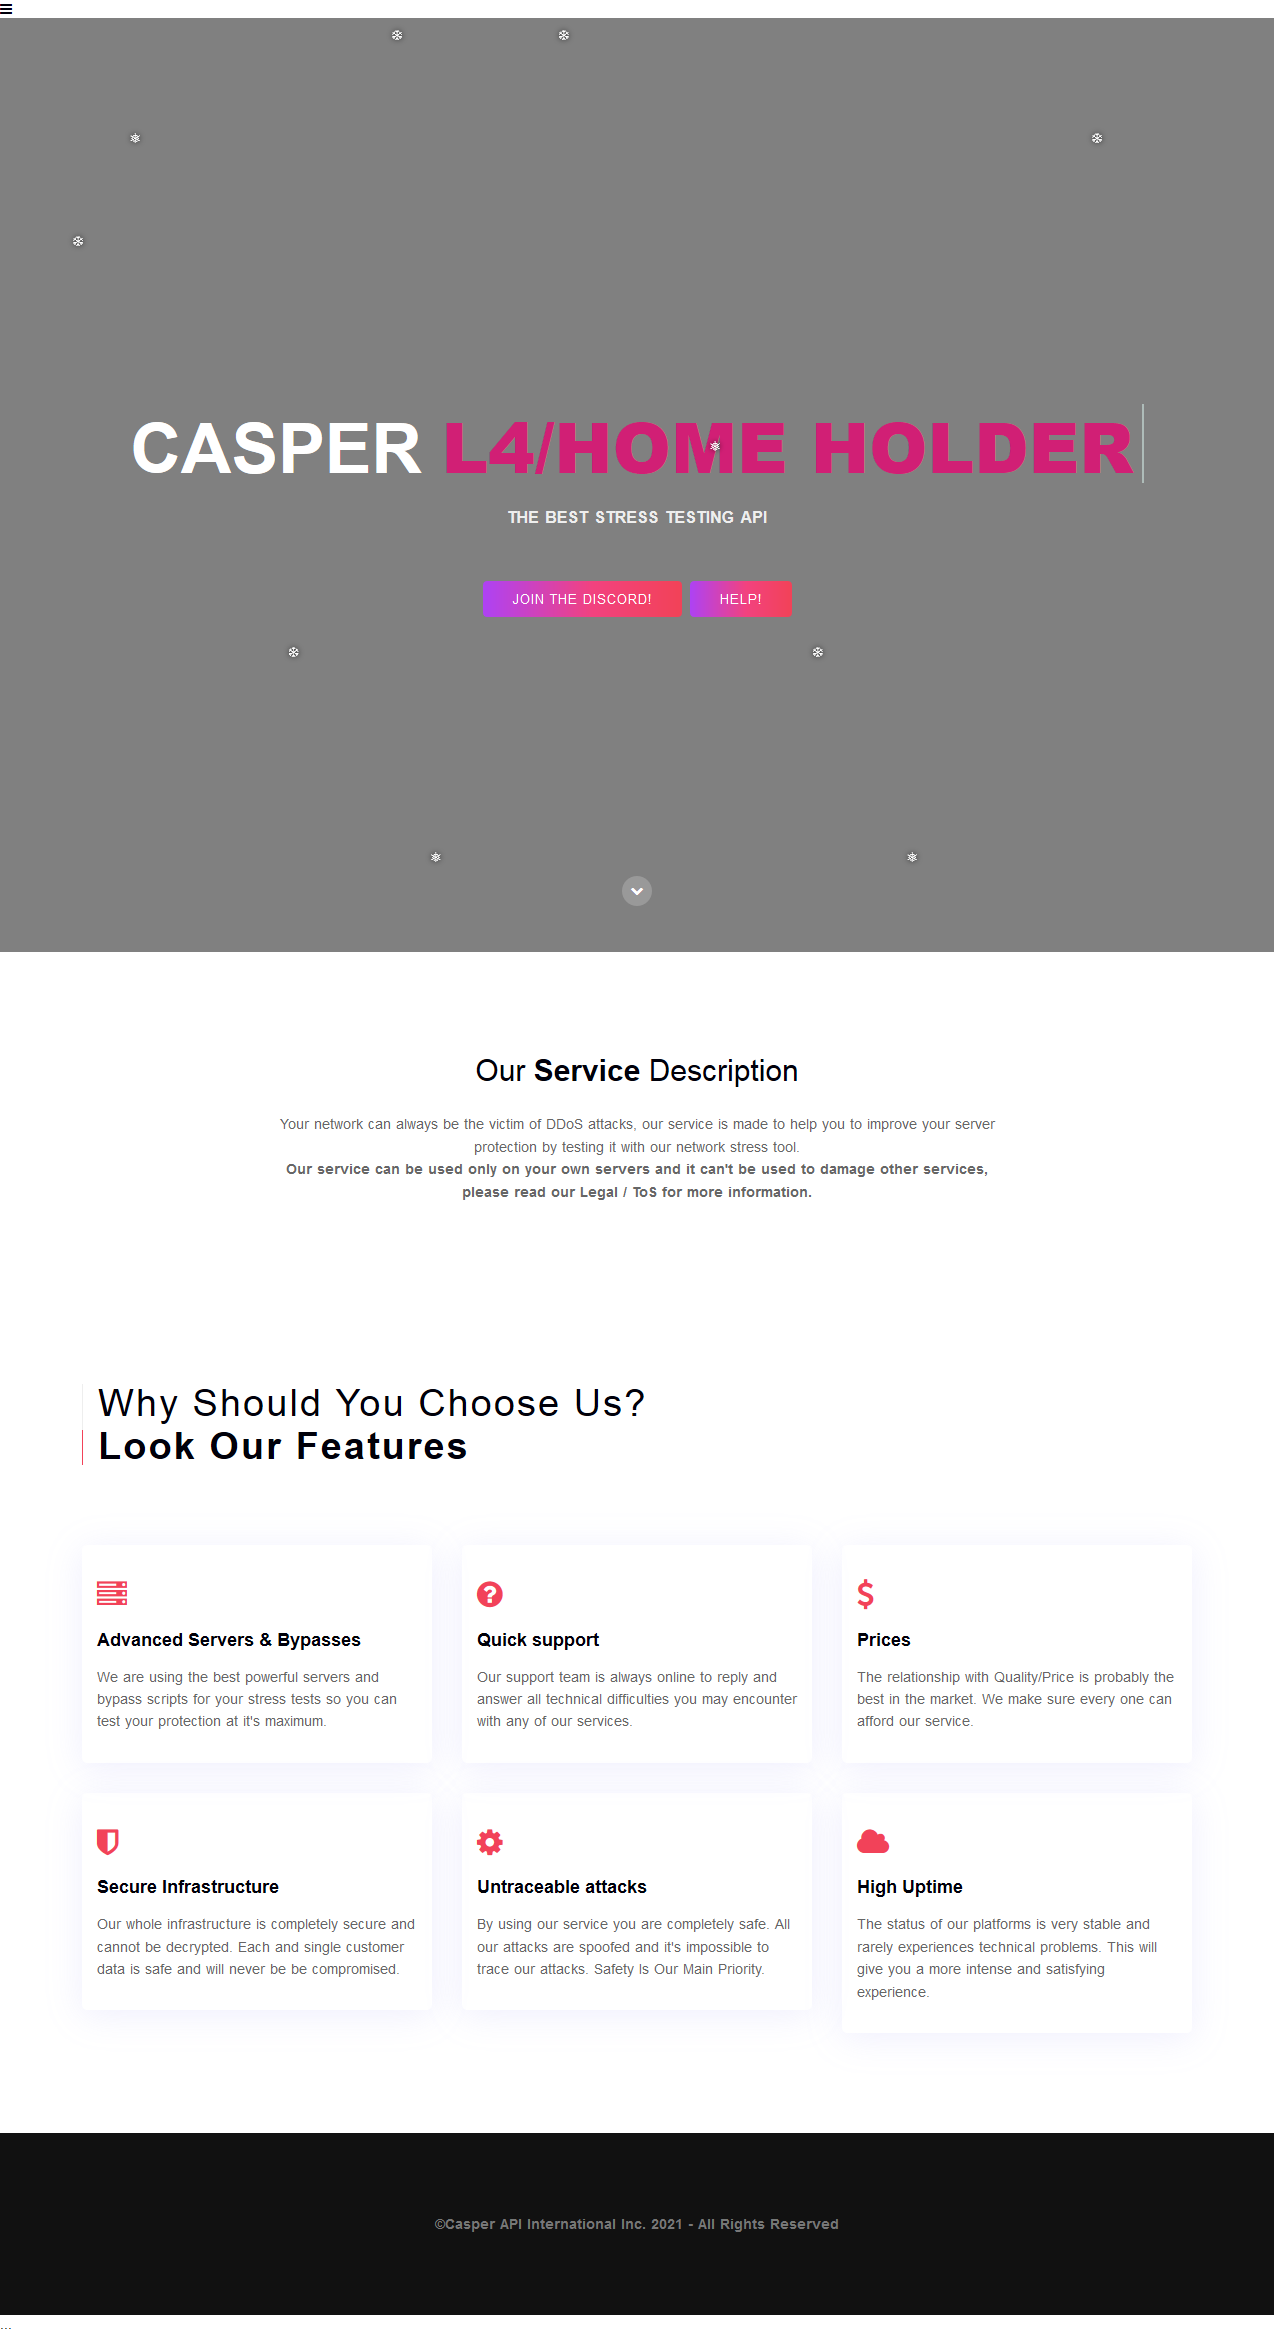 CASPER L4/HOME HOLDER
THE BEST STRESS TESTING API
JOIN THE DISCORD! HELP!
Our Service Description
Your network can always be the victim of DDoS attacks, our service is made to help you to improve your server
protection by testing it with our network stress tool.
Our service can be used only on your own servers and it can't be used to damage other services,
please read our Legal / ToS for more information.
Why Should You Choose Us?
Look Our Features
Advanced Servers & Bypasses
We are using the best powerful servers and
bypass scripts for your stress tests so you can
test your protection at it's maximum.
Quick support
Our support team is always online to reply and
answer all technical difficulties you may encounter
with any of our services.
Prices
The relationship with Quality/Price is probably the
best in the market. We make sure every one can
afford our service.
Secure Infrastructure
Our whole infrastructure is completely secure and
cannot be decrypted. Each and single customer
data is safe and will never be be compromised.
Untraceable attacks
By using our service you are completely safe. All
our attacks are spoofed and it's impossible to
trace our attacks. Safety Is Our Main Priority.
High Uptime
The status of our platforms is very stable and
rarely experiences technical problems. This will
give you a more intense and satisfying
experience.
©Casper API International Inc. 2021 - All Rights Reserved
...